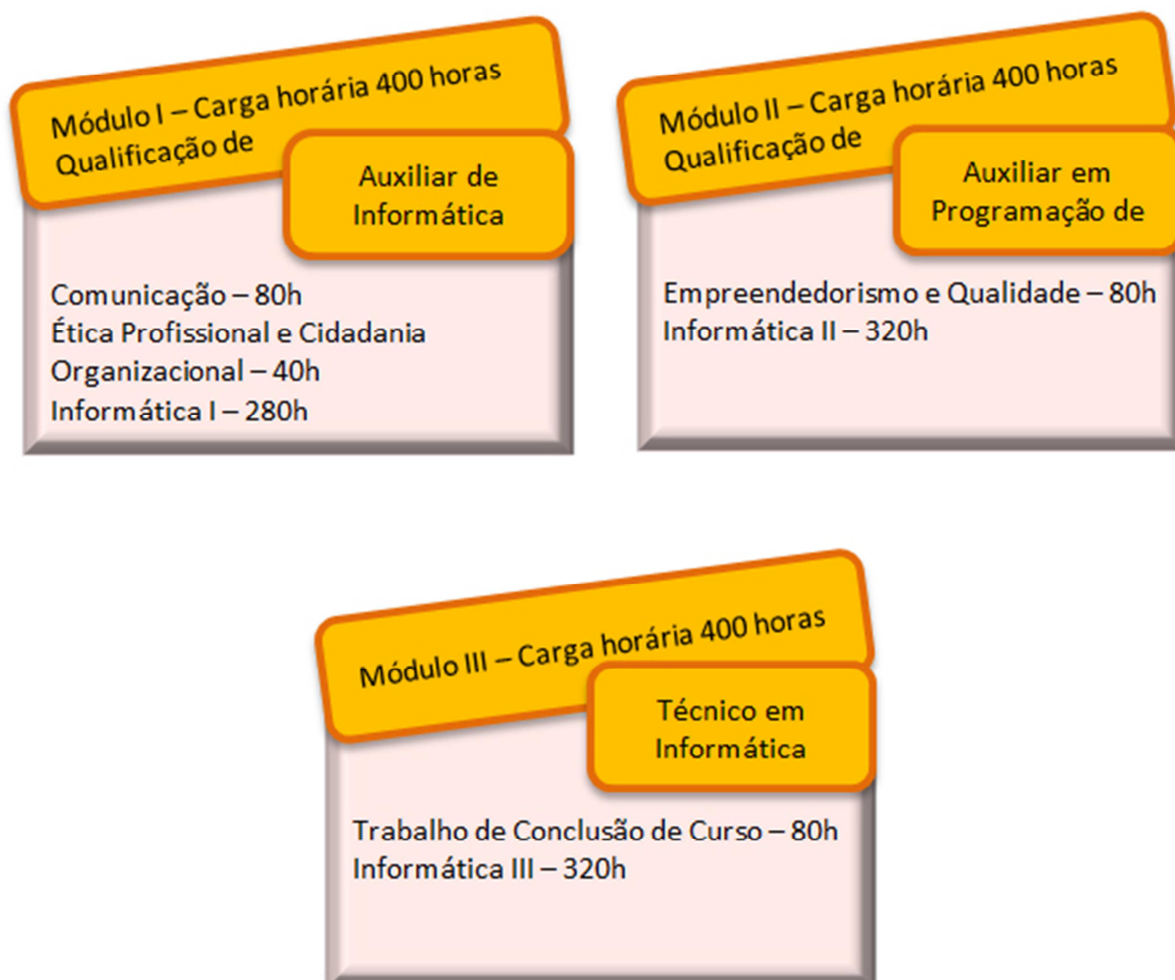 Módulo I – Carga horária 400 horas
Qualificação de
Auxiliar de
Informática
Comunicação – 80h
Ética Profissional e Cidadania
Organizacional – 40h
Informática I – 280h
Módulo II – Carga horária 400 horas
Qualificação de
Auxiliar em
Programação de
Empreendedorismo e Qualidade – 80h
Informática II – 320h
Módulo III – Carga horária 400 horas
Técnico em
Informática
Trabalho de Conclusão de Curso – 80h
Informática III – 320h